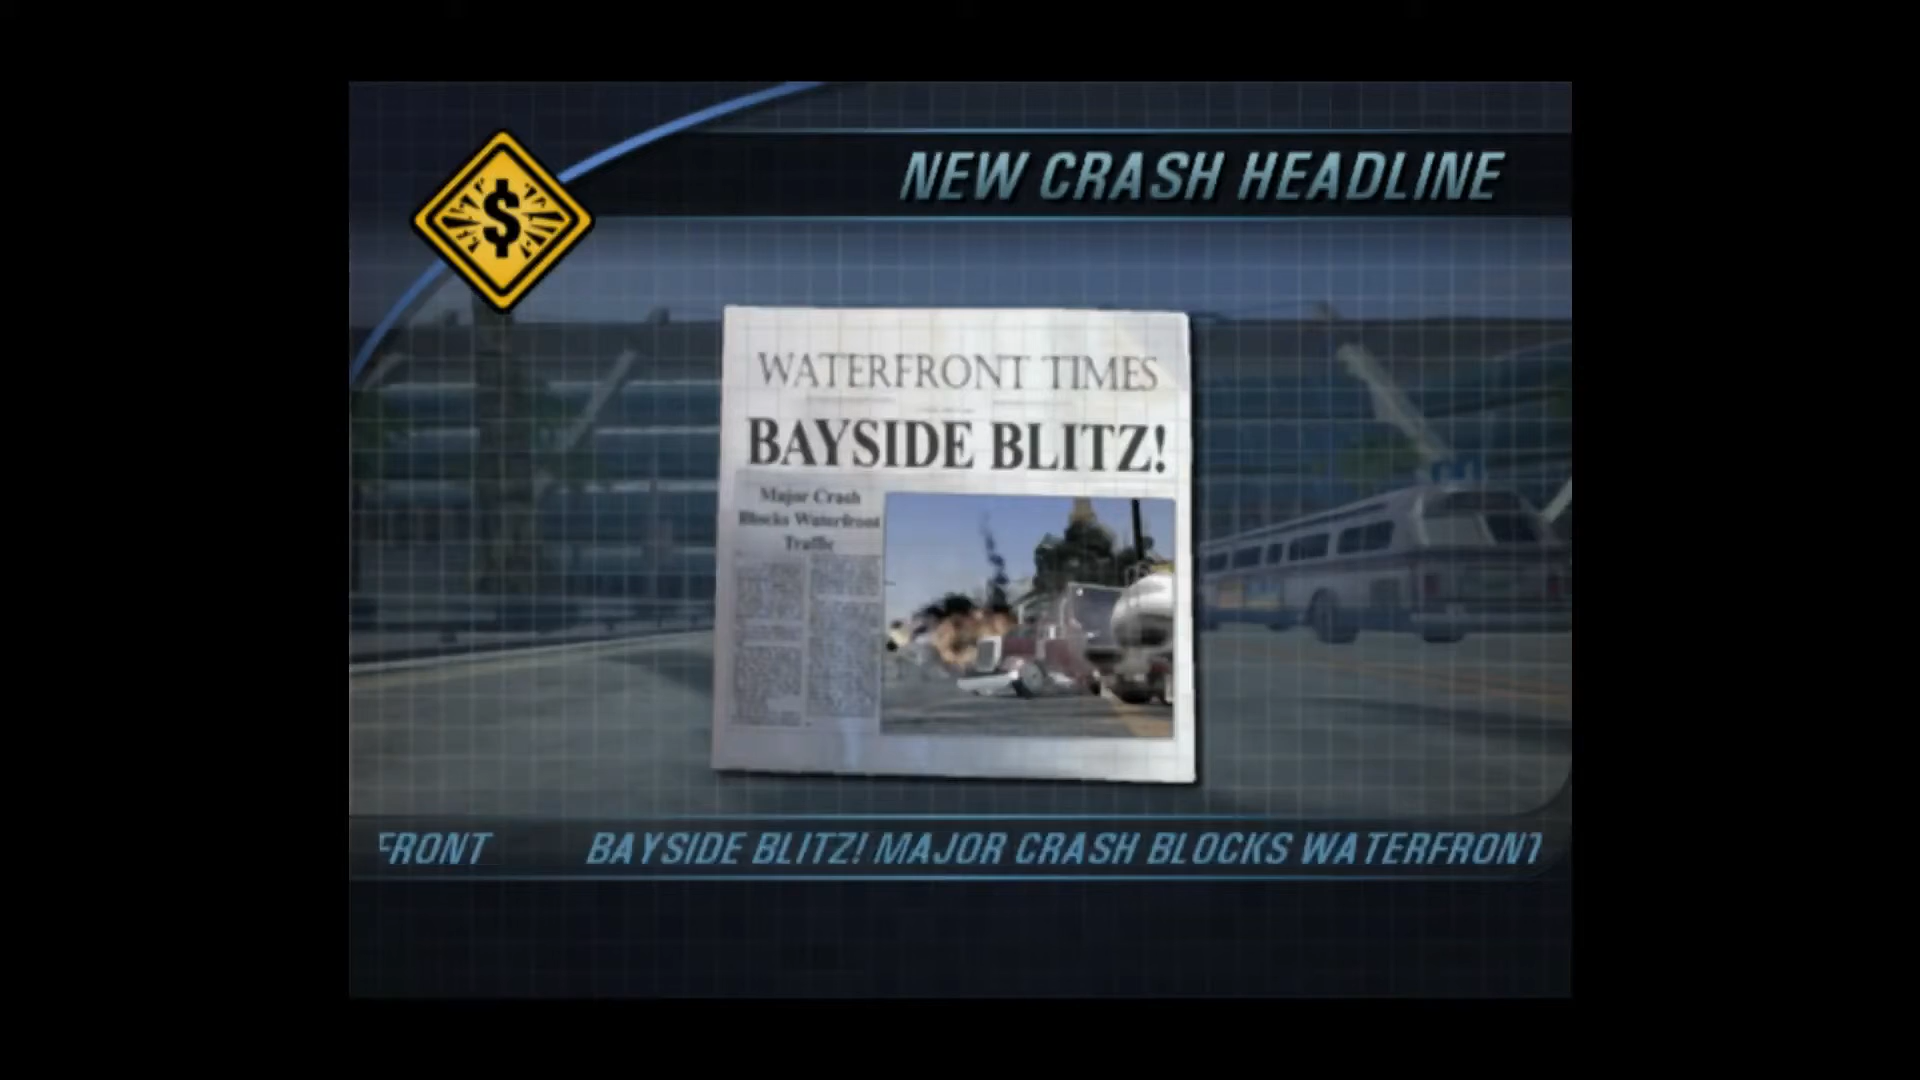 $
NEW CRASH HEADLINE
WATERFRONT TIMES
BAYSIDE BLITZ!
Major Crash
Blocks Waterfront
Traffic
FRONT BAYSIDE BLITZ! MAJOR CRASH BLOCKS WATERFRONT